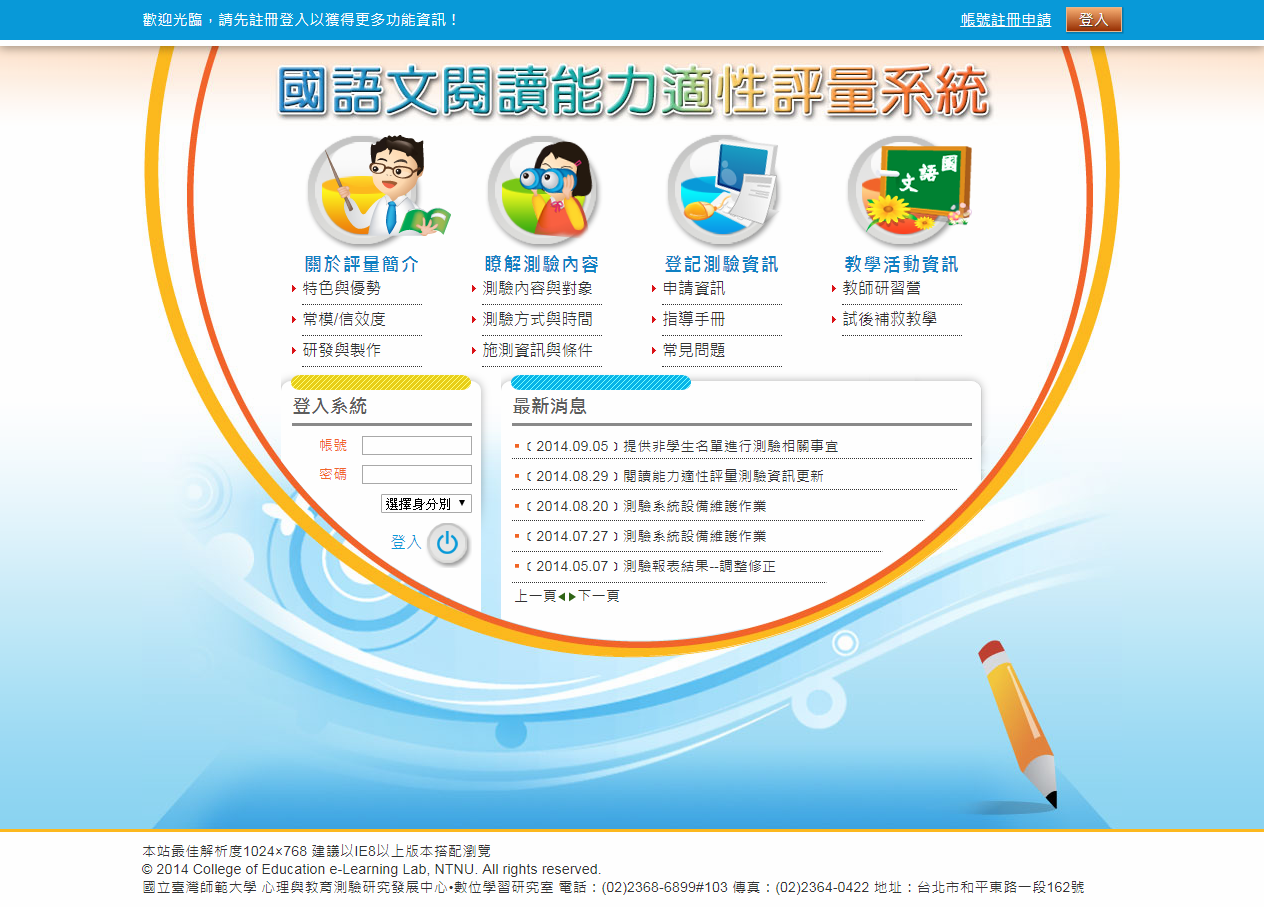 歡迎光臨，請先註冊登入以獲得更多功能資訊！
帳號註冊申請 登入
國語文閱讀能力適性評量系統
國語文
關於評量簡介
特色與優勢
常模/信效度
研發與製作
瞭解測驗內容
測驗內容與對象
測驗方式與時間
施測資訊與條件
登記測驗資訊
申請資訊
指導手冊
常見問題
教學活動資訊
教師研習營
試後補救教學
登入系統
帳號
密碼
選擇身分別 ▼
登入
最新消息
﹝2014.09.05﹞提供非學生名單進行測驗相關事宜
﹝2014.08.29﹞閱讀能力適性評量測驗資訊更新
﹝2014.08.20﹞測驗系統設備維護作業
﹝2014.07.27﹞測驗系統設備維護作業
﹝2014.05.07﹞測驗報表結果--調整修正
上一頁◀▶下一頁
本站最佳解析度1024×768 建議以IE8以上版本搭配瀏覽
© 2014 College of Education e-Learning Lab, NTNU. All rights reserved.
國立臺灣師範大學 心理與教育測驗研究發展中心•數位學習研究室 電話：(02)2368-6899#103 傳真：(02)2364-0422 地址：台北市和平東路一段162號